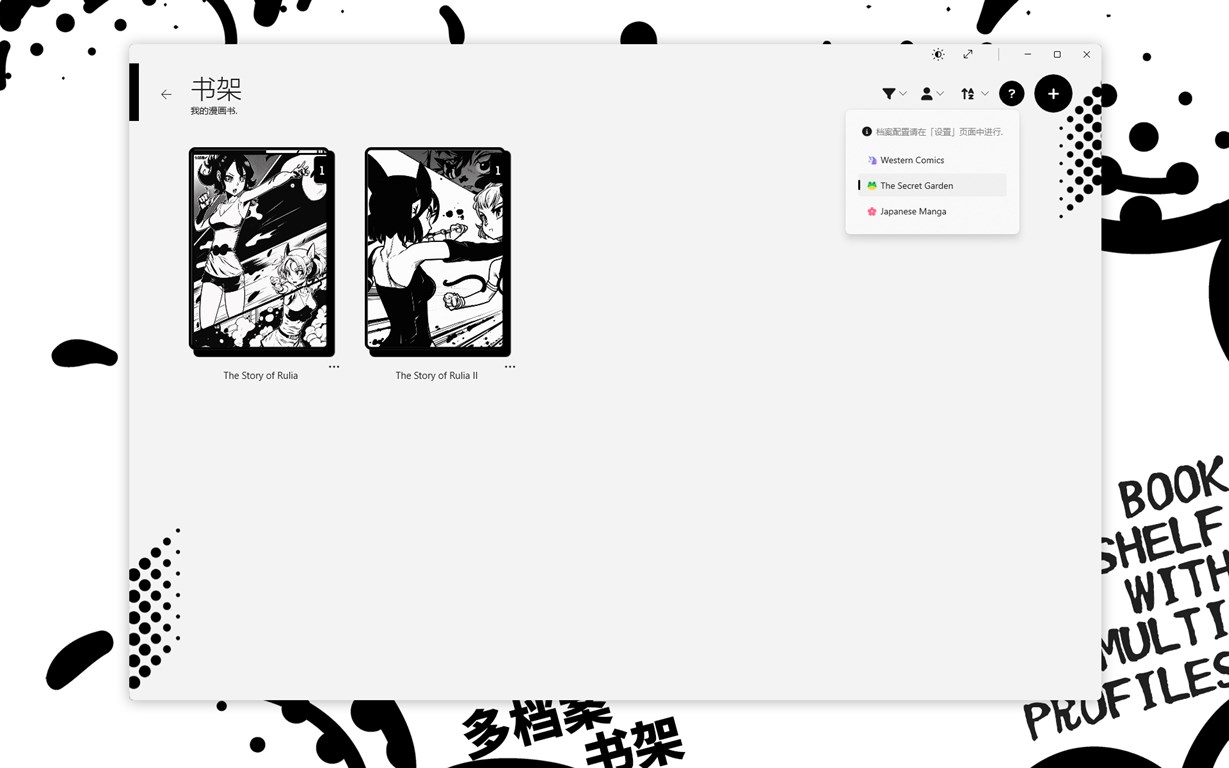 书架
我的漫画书.
?
+
档案配置请在「设置」页面中进行.
Western Comics
The Secret Garden
Japanese Manga
1
1
The Story of Rulia
The Story of Rulia II
BOOK
SHELF
WITH
MULTI
PROFILES
多档案
书架